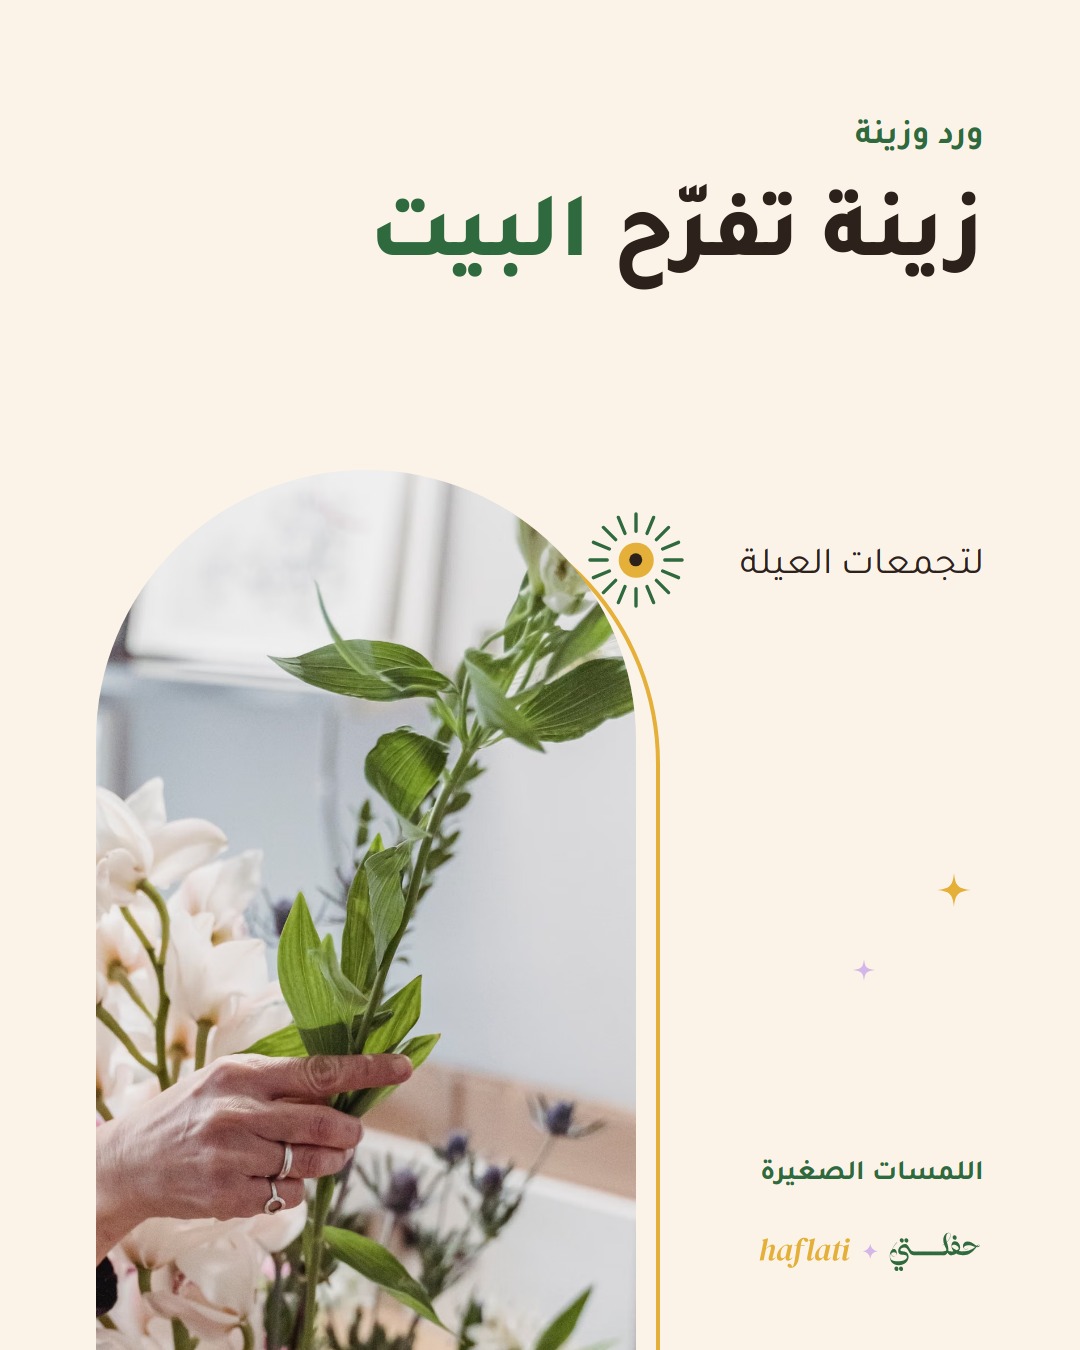 ورد وزينة
زينة تفرّح البيت
لتجمعات العيلة
اللمسات الصغيرة
حفلتي haflati